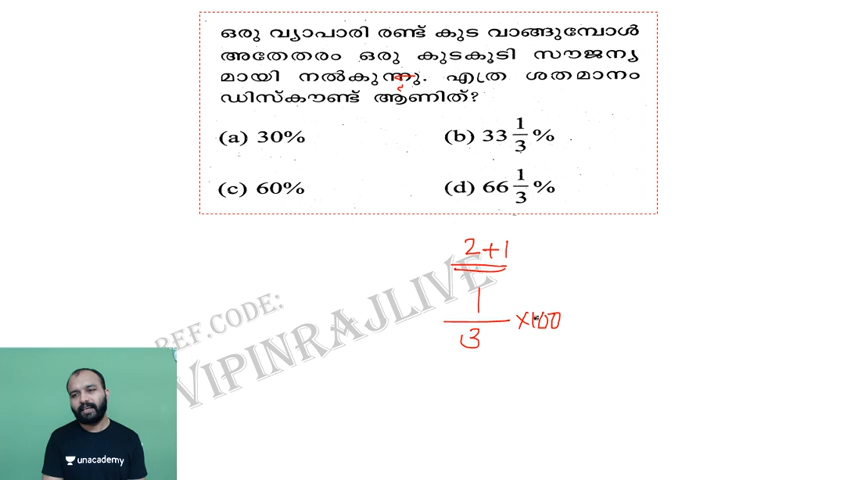 ഒരു വ്യാപാരി രണ്ട് കുട വാങ്ങുമ്പോൾ
അതേതരം ഒരു കുടകൂടി സൗജന്യ
മായി നൽകുന്നു. എത്ര ശതമാനം
ഡിസ്കൗണ്ട് ആണിത്?
(a) 30% (b) 33 1/3 %
(c) 60% (d) 66 1/3 %
2+1
1/3 ×100
REF.CODE:
VIPINRAJLIVE
unacademy